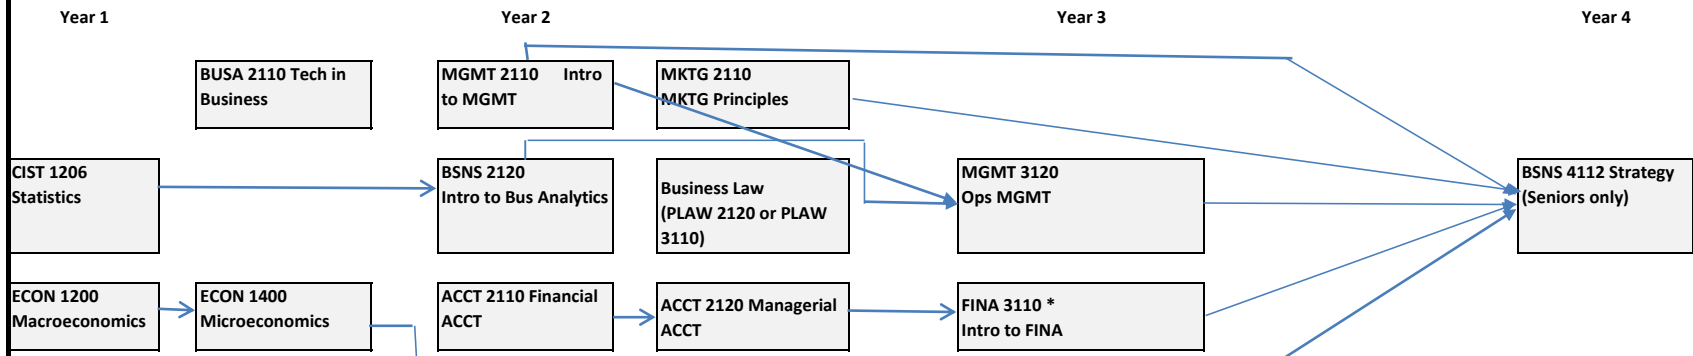 Year 1 Year 2 Year 3 Year 4
BUSA 2110 Tech in
Business
MGMT 2110 Intro
to MGMT
MKTG 2110
MKTG Principles
CIST 1206
Statistics
BSNS 2120
Intro to Bus Analytics
Business Law
(PLAW 2120 or PLAW
3110)
MGMT 3120
Ops MGMT
BSNS 4112 Strategy
(Seniors only)
ECON 1200
Macroeconomics
ECON 1400
Microeconomics
ACCT 2110 Financial
ACCT
ACCT 2120 Managerial
ACCT
FINA 3110 *
Intro to FINA